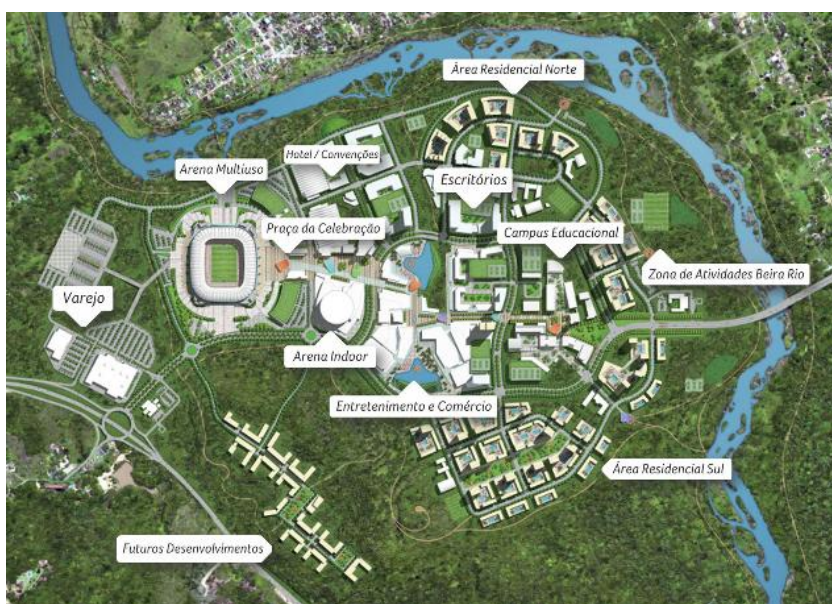 Área Residencial Norte
Hotel / Convenções
Arena Multiuso
Escritórios
Praça da Celebração
Campus Educacional
Zona de Atividades Beira Rio
Varejo
Arena Indoor
Entretenimento e Comércio
Área Residencial Sul
Futuros Desenvolvimentos